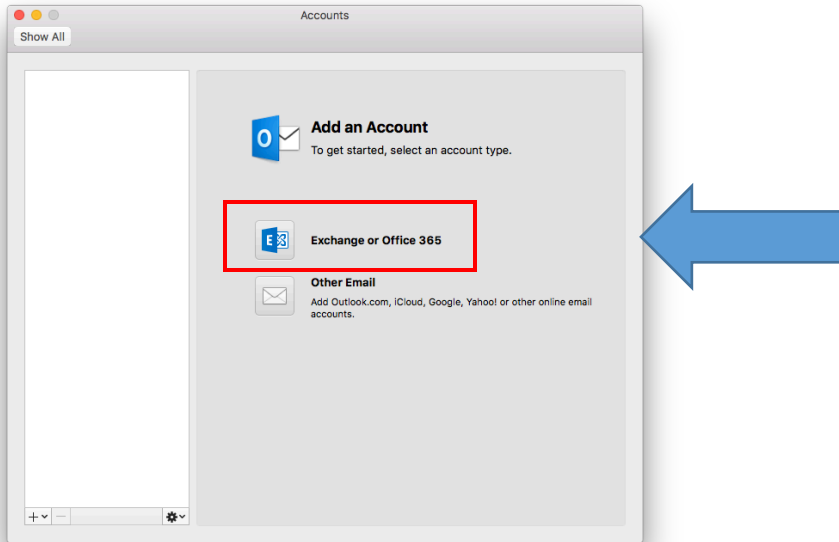 Accounts
Show All
Add an Account
To get started, select an account type.
Exchange or Office 365
Other Email
Add Outlook.com, iCloud, Google, Yahoo! or other online email
accounts.